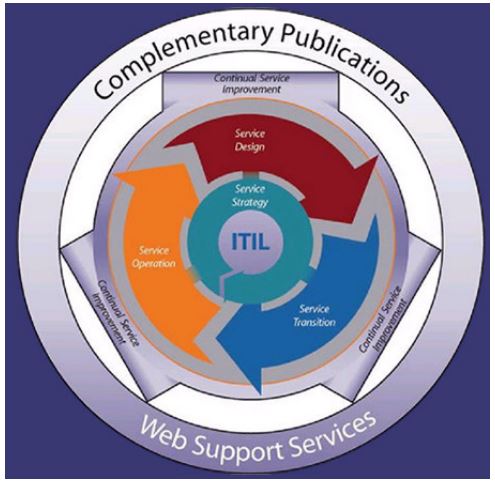 Complementary Publications
Continual Service
Improvement
Service
Design
Service
Strategy
ITIL
Service
Operation
Service
Transition
Continual Service
Improvement
Continual Service
Improvement
Web Support Services